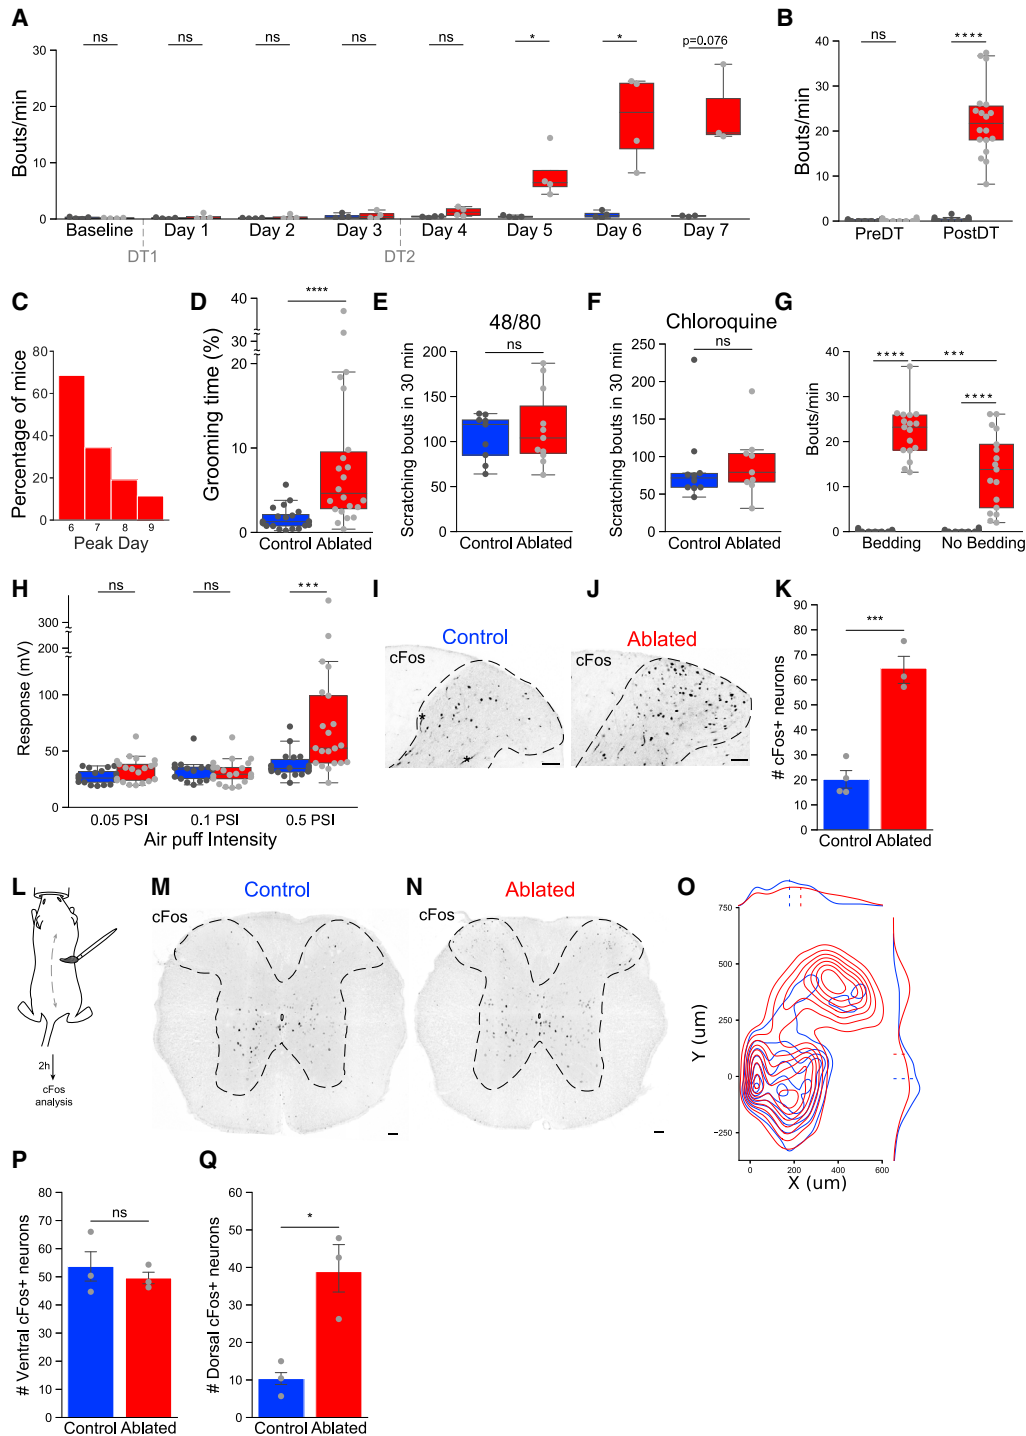 A
ns ns ns ns ns * * p=0.076
Bouts/min
30
20
10
0
Baseline Day 1 Day 2 Day 3 Day 4 Day 5 Day 6 Day 7
DT1 DT2
B
ns ****
Bouts/min
40
30
20
10
0
PreDT PostDT
C
Percentage of mice
80
60
40
20
0
6 7 8 9
Peak Day
D
****
Grooming time (%)
40
30
20
10
0
Control Ablated
E
48/80
ns
Scratching bouts in 30 min
200
150
100
50
0
Control Ablated
F
Chloroquine
ns
Scratching bouts in 30 min
250
200
150
100
50
0
Control Ablated
G
**** *** ****
Bouts/min
40
30
20
10
0
Bedding No Bedding
H
ns ns ***
Response (mV)
300
200
100
50
0
0.05 PSI 0.1 PSI 0.5 PSI
Air puff Intensity
I
Control
cFos
*
*
J
Ablated
cFos
K
***
# cFos+ neurons
90
80
70
60
50
40
30
20
10
0
Control Ablated
L
2h
cFos
analysis
M
Control
cFos
N
Ablated
cFos
O
Y (um)
750
500
250
0
−250
0 200 400 600
X (um)
P
ns
# Ventral cFos+ neurons
80
70
60
50
40
30
20
10
0
Control Ablated
Q
*
# Dorsal cFos+ neurons
60
50
40
30
20
10
0
Control Ablated